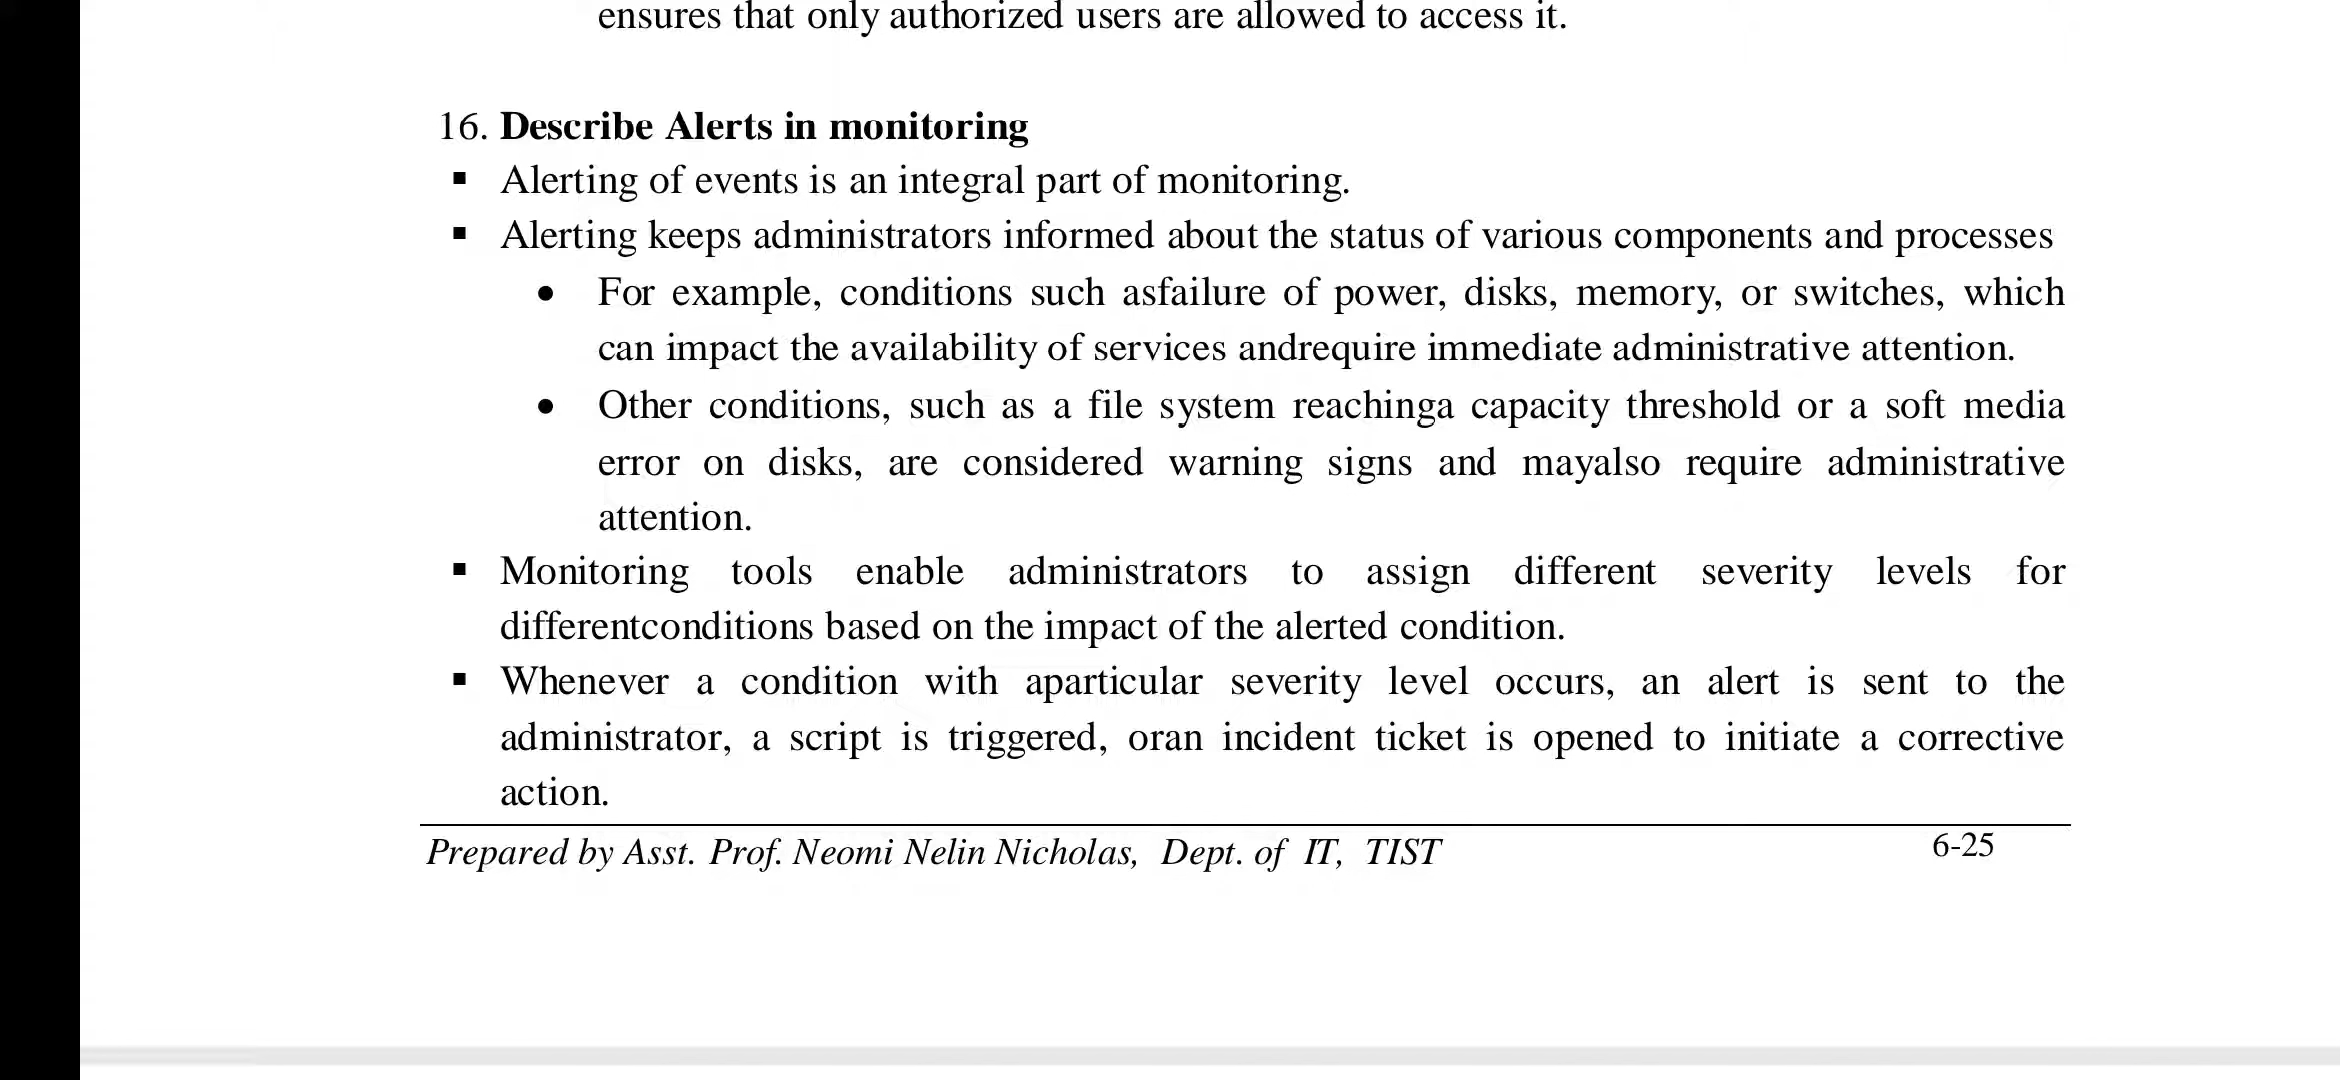 ensures that only authorized users are allowed to access it.
16. Describe Alerts in monitoring
▪ Alerting of events is an integral part of monitoring.
▪ Alerting keeps administrators informed about the status of various components and processes
• For example, conditions such asfailure of power, disks, memory, or switches, which
can impact the availability of services andrequire immediate administrative attention.
• Other conditions, such as a file system reachinga capacity threshold or a soft media
error on disks, are considered warning signs and mayalso require administrative
attention.
▪ Monitoring tools enable administrators to assign different severity levels for
differentconditions based on the impact of the alerted condition.
▪ Whenever a condition with aparticular severity level occurs, an alert is sent to the
administrator, a script is triggered, oran incident ticket is opened to initiate a corrective
action.
Prepared by Asst. Prof. Neomi Nelin Nicholas, Dept. of IT, TIST 6-25